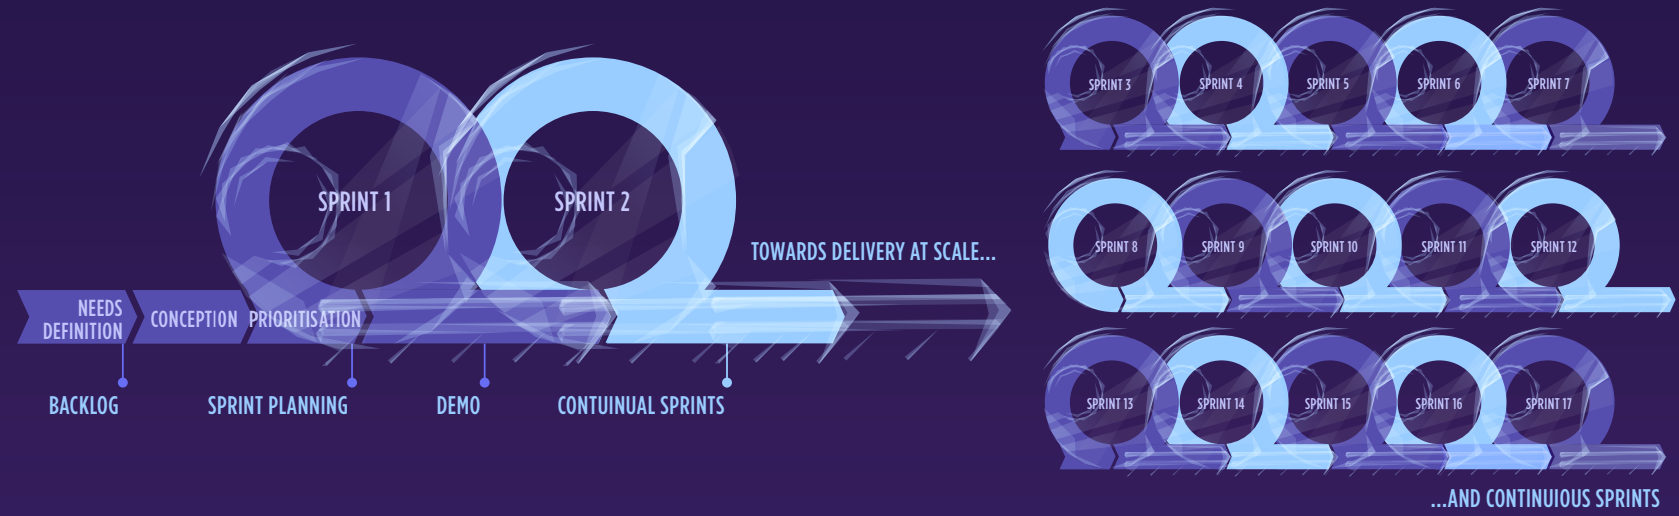 SPRINT 1
SPRINT 2
TOWARDS DELIVERY AT SCALE...
NEEDS
DEFINITION
CONCEPTION
PRIORITISATION
BACKLOG
SPRINT PLANNING
DEMO
CONTUINUAL SPRINTS
SPRINT 3
SPRINT 4
SPRINT 5
SPRINT 6
SPRINT 7
SPRINT 8
SPRINT 9
SPRINT 10
SPRINT 11
SPRINT 12
SPRINT 13
SPRINT 14
SPRINT 15
SPRINT 16
SPRINT 17
...AND CONTINUIOUS SPRINTS